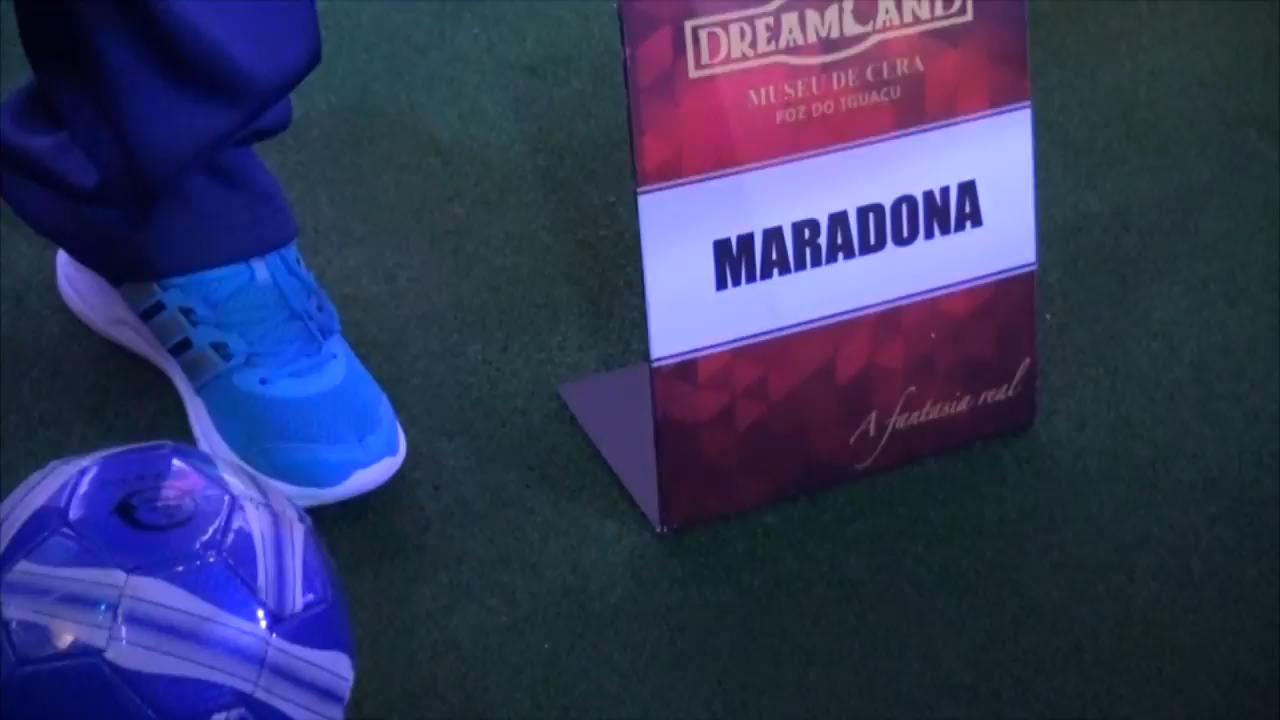 DREAMLAND
MUSEU DE CERA
FOZ DO IGUAÇU
MARADONA
A fantasia real